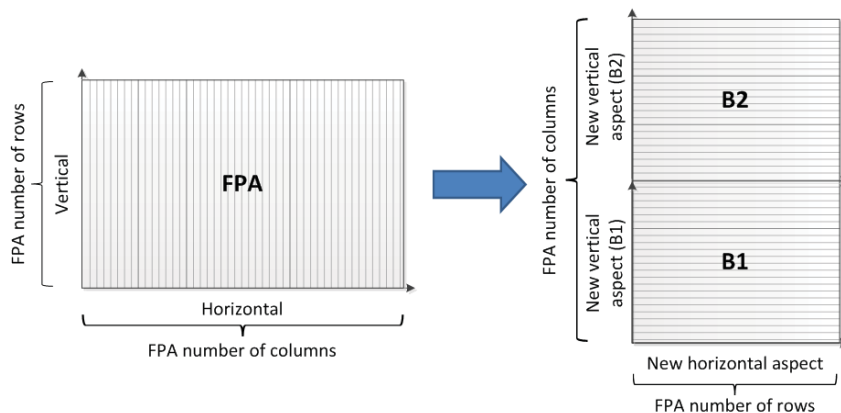 FPA number of rows
Vertical
FPA
Horizontal
FPA number of columns
FPA number of columns
New vertical
aspect (B2)
B2
New vertical
aspect (B1)
B1
New horizontal aspect
FPA number of rows